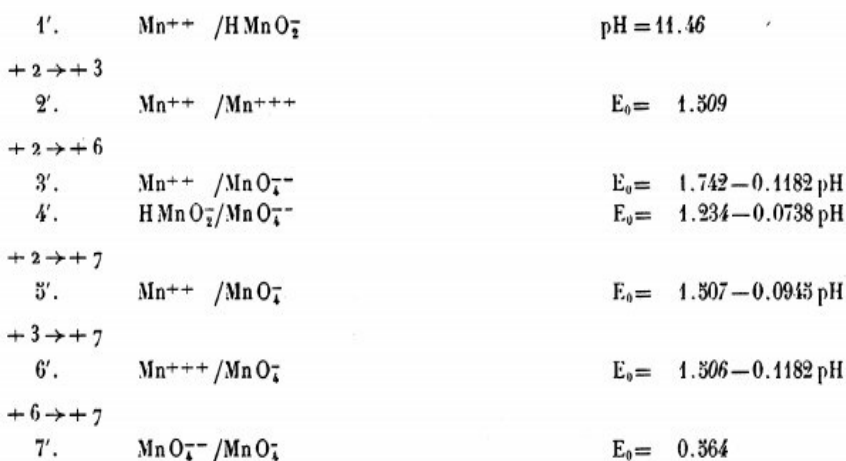 1′. Mn++ /HMnO₂⁻ pH = 11.46
+ 2 → + 3
2′. Mn++ /Mn+++ E₀ = 1.509
+ 2 → + 6
3′. Mn++ /MnO₄⁻⁻ E₀ = 1.742 – 0.1182 pH
4′. HMnO₂⁻/MnO₄⁻⁻ E₀ = 1.234 – 0.0738 pH
+ 2 → + 7
5′. Mn++ /MnO₄⁻ E₀ = 1.507 – 0.0945 pH
+ 3 → + 7
6′. Mn+++ /MnO₄⁻ E₀ = 1.506 – 0.1182 pH
+ 6 → + 7
7′. MnO₄⁻⁻ /MnO₄⁻ E₀ = 0.564